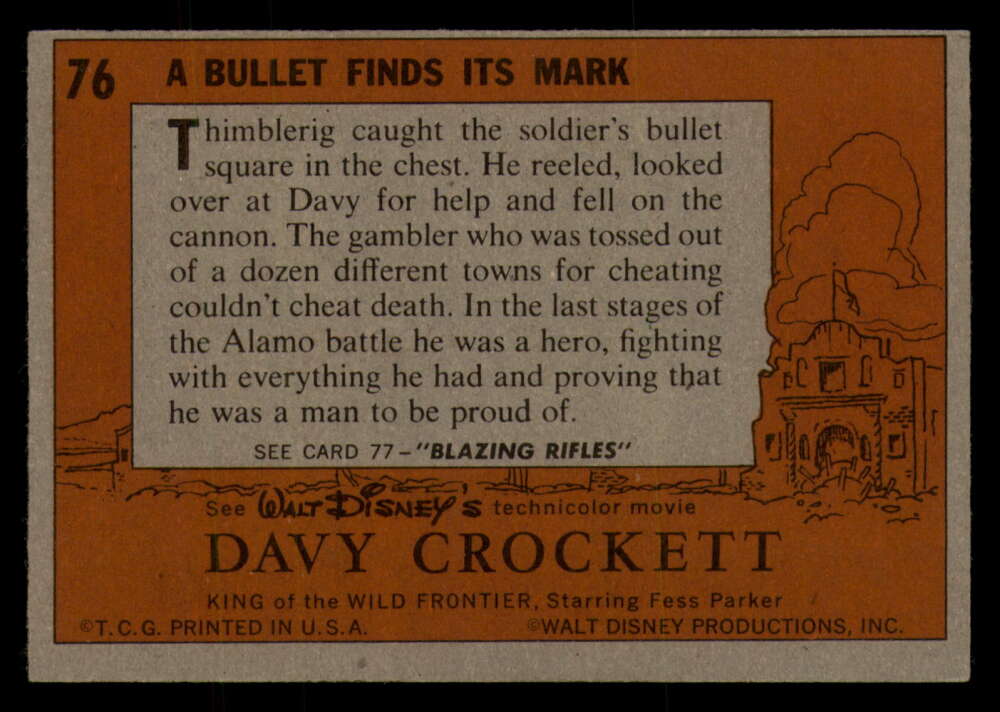 76 A BULLET FINDS ITS MARK
Thimblerig caught the soldier's bullet
square in the chest. He reeled, looked
over at Davy for help and fell on the
cannon. The gambler who was tossed out
of a dozen different towns for cheating
couldn't cheat death. In the last stages of
the Alamo battle he was a hero, fighting
with everything he had and proving that
he was a man to be proud of.
SEE CARD 77-"BLAZING RIFLES"
See WALT DISNEY'S technicolor movie
DAVY CROCKETT
KING of the WILD FRONTIER, Starring Fess Parker
©T.C.G. PRINTED IN U.S.A. ©WALT DISNEY PRODUCTIONS, INC.